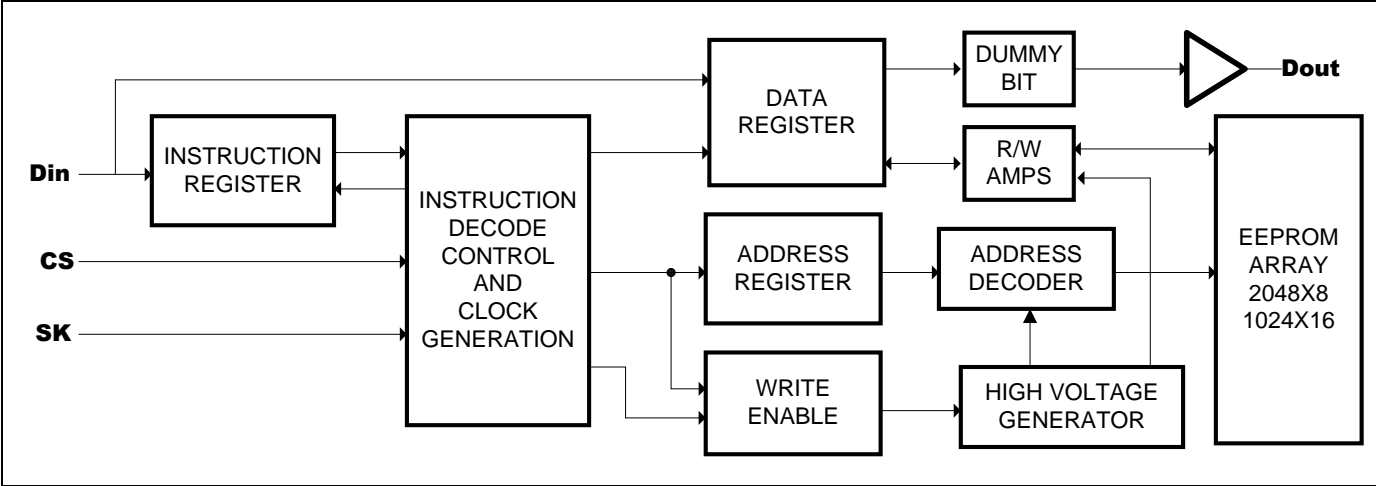 DUMMY
BIT
Dout
DATA
REGISTER
Din
INSTRUCTION
REGISTER
R/W
AMPS
INSTRUCTION
DECODE
CONTROL
AND
CLOCK
GENERATION
CS
SK
ADDRESS
REGISTER
ADDRESS
DECODER
EEPROM
ARRAY
2048X8
1024X16
WRITE
ENABLE
HIGH VOLTAGE
GENERATOR